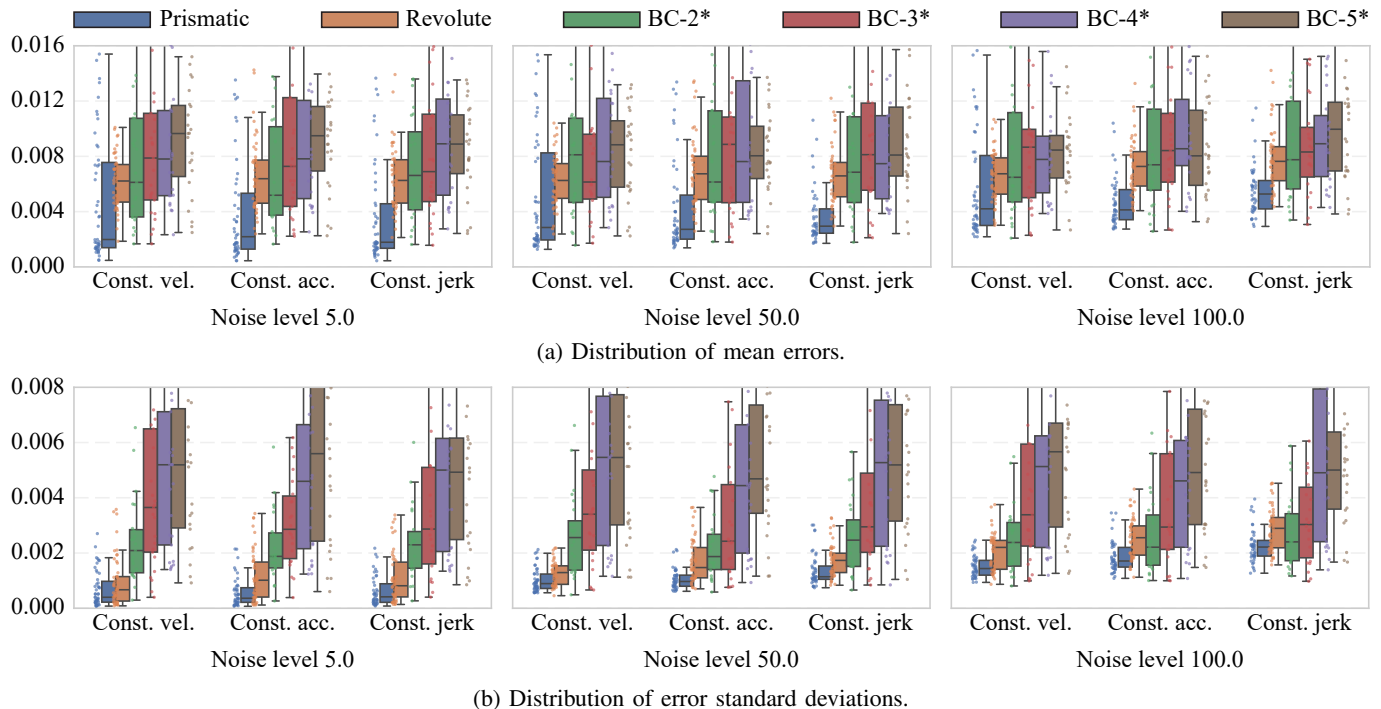 Prismatic Revolute BC-2* BC-3* BC-4* BC-5*
0.016
0.012
0.008
0.004
0.000
Const. vel. Const. acc. Const. jerk Const. vel. Const. acc. Const. jerk Const. vel. Const. acc. Const. jerk
Noise level 5.0 Noise level 50.0 Noise level 100.0
(a) Distribution of mean errors.
0.008
0.006
0.004
0.002
0.000
Const. vel. Const. acc. Const. jerk Const. vel. Const. acc. Const. jerk Const. vel. Const. acc. Const. jerk
Noise level 5.0 Noise level 50.0 Noise level 100.0
(b) Distribution of error standard deviations.